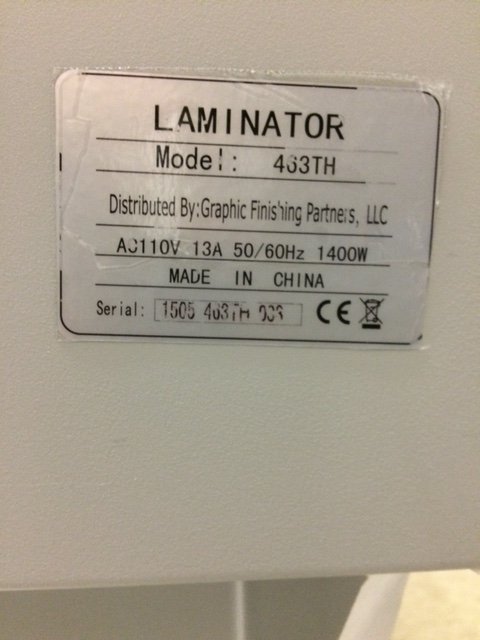 LAMINATOR
Model: 463TH
Distributed By:Graphic Finishing Partners, LLC
AC110V 13A 50/60Hz 1400W
MADE IN CHINA
Serial: 1505 463TH
CE